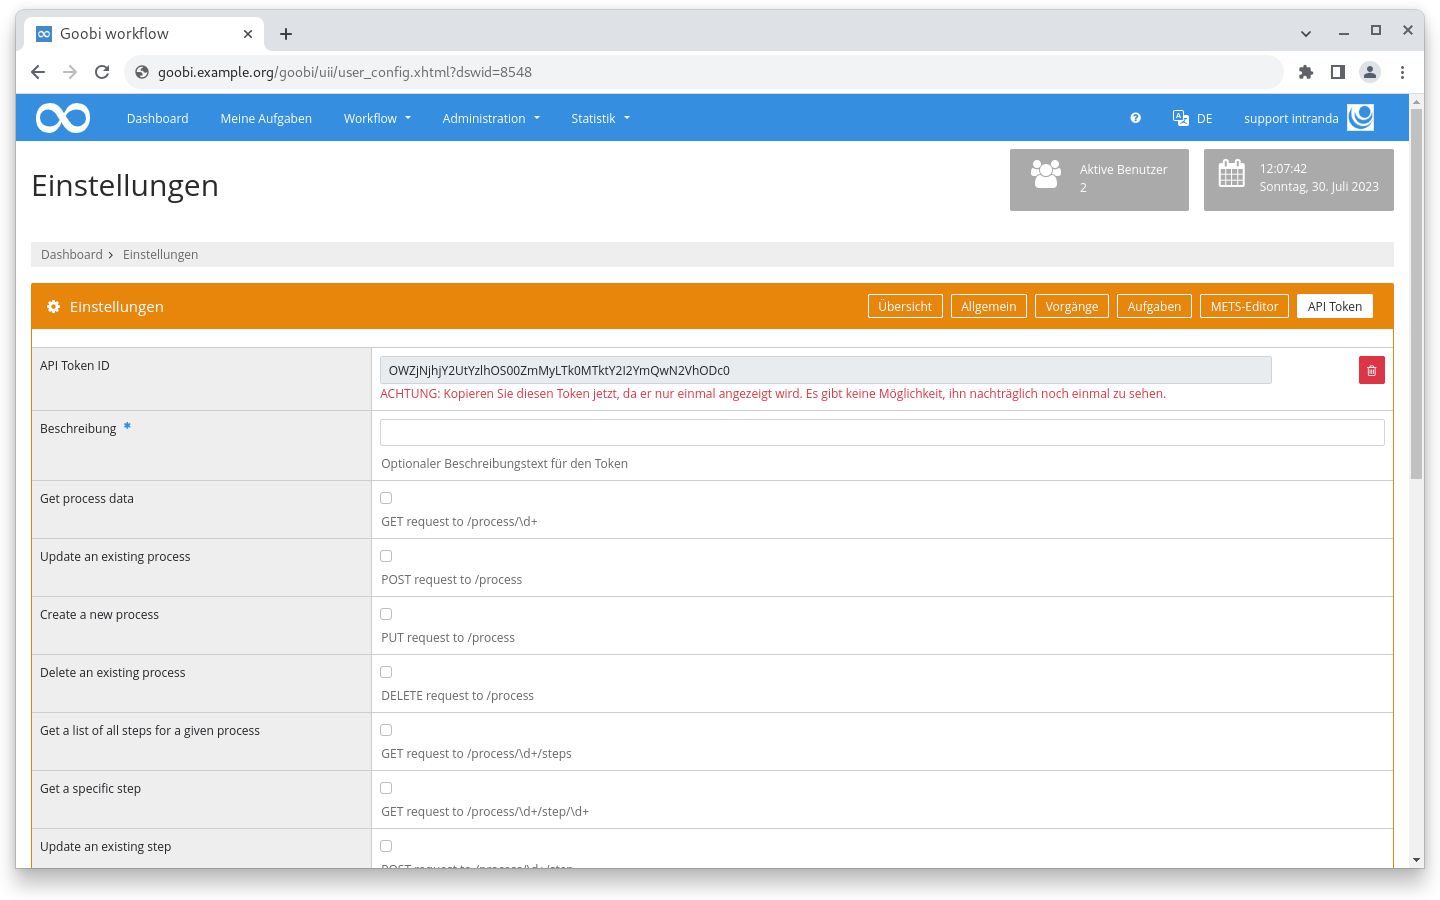 Goobi workflow
goobi.example.org/goobi/uii/user_config.xhtml?dswid=8548
Dashboard
Meine Aufgaben
Workflow
Administration
Statistik
DE
support intranda
Einstellungen
Aktive Benutzer
2
12:07:42
Sonntag, 30. Juli 2023
Dashboard
Einstellungen
Einstellungen
Übersicht
Allgemein
Vorgänge
Aufgaben
METS-Editor
API Token
API Token ID
OWZjNjhjY2UtYzlhOS00ZmMyLTk0MTktY2I2YmQwN2VhODc0
ACHTUNG: Kopieren Sie diesen Token jetzt, da er nur einmal angezeigt wird. Es gibt keine Möglichkeit, ihn nachträglich noch einmal zu sehen.
Beschreibung *
Optionaler Beschreibungstext für den Token
Get process data
GET request to /process/\d+
Update an existing process
POST request to /process
Create a new process
PUT request to /process
Delete an existing process
DELETE request to /process
Get a list of all steps for a given process
GET request to /process/\d+/steps
Get a specific step
GET request to /process/\d+/step/\d+
Update an existing step
POST request to /process/\d+/step